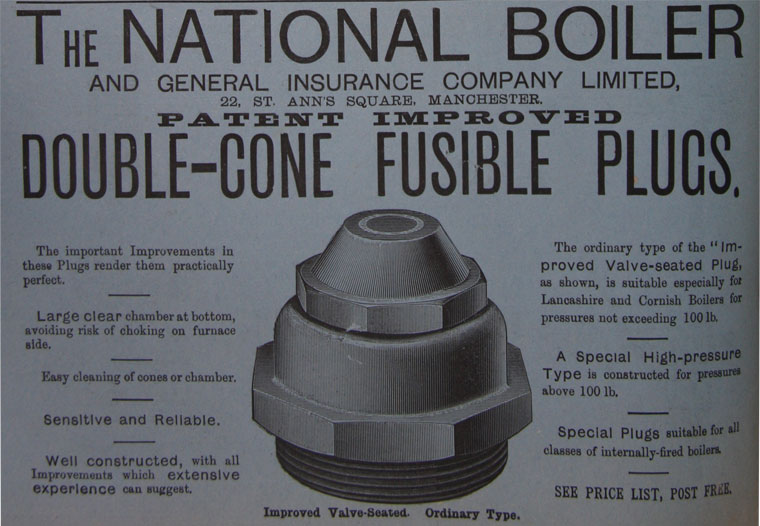 THE NATIONAL BOILER
AND GENERAL INSURANCE COMPANY LIMITED,
22, ST. ANN'S SQUARE, MANCHESTER.
PATENT IMPROVED
DOUBLE-CONE FUSIBLE PLUGS.
The important Improvements in
these Plugs render them practically
perfect.
Large clear chamber at bottom,
avoiding risk of choking on furnace
side.
Easy cleaning of cones or chamber.
Sensitive and Reliable.
Well constructed, with all
Improvements which extensive
experience can suggest.
The ordinary type of the "Im-
proved Valve-seated Plug,
as shown, is suitable especially for
Lancashire and Cornish Boilers for
pressures not exceeding 100 lb.
A Special High-pressure
Type is constructed for pressures
above 100 lb.
Special Plugs suitable for all
classes of internally-fired boilers.
SEE PRICE LIST, POST FREE.
Improved Valve-Seated. Ordinary Type.